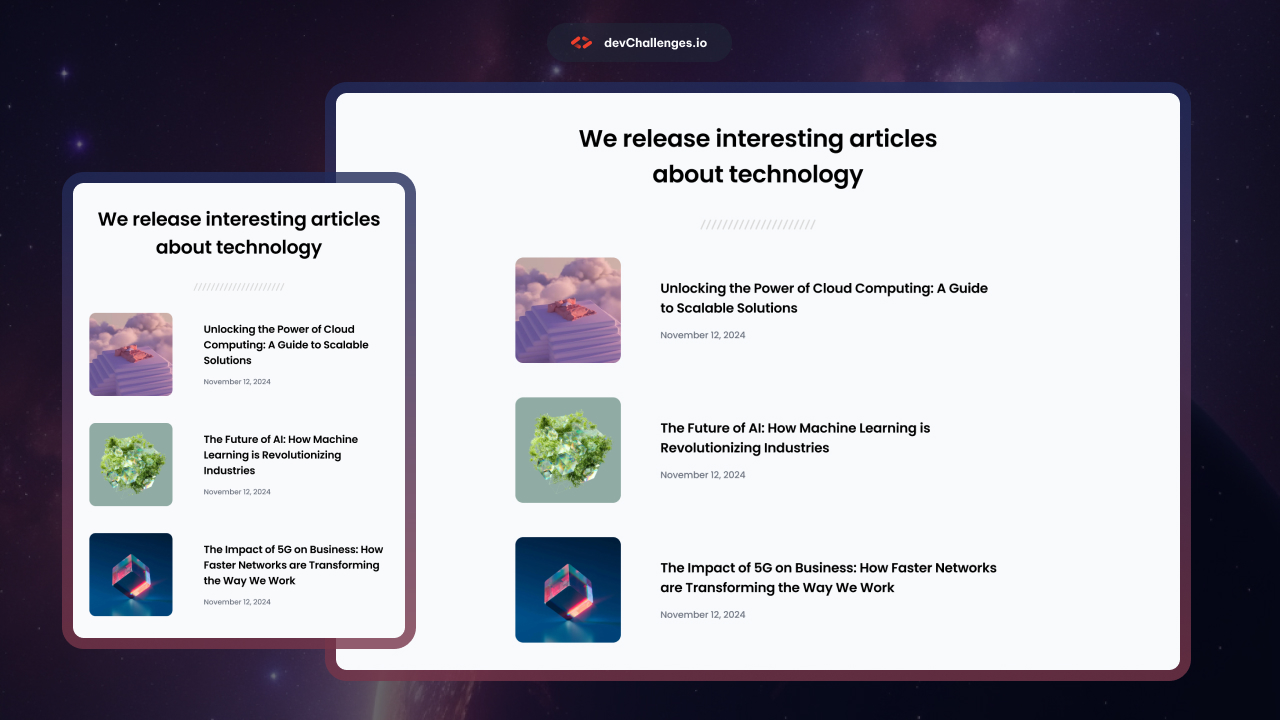 devChallenges.io
We release interesting articles
about technology
////////////////////
Unlocking the Power of Cloud
Computing: A Guide to Scalable
Solutions
November 12, 2024
The Future of AI: How Machine
Learning is Revolutionizing
Industries
November 12, 2024
The Impact of 5G on Business: How
Faster Networks are Transforming
the Way We Work
November 12, 2024
We release interesting articles
about technology
////////////////////
Unlocking the Power of Cloud Computing: A Guide
to Scalable Solutions
November 12, 2024
The Future of AI: How Machine Learning is
Revolutionizing Industries
November 12, 2024
The Impact of 5G on Business: How Faster Networks
are Transforming the Way We Work
November 12, 2024